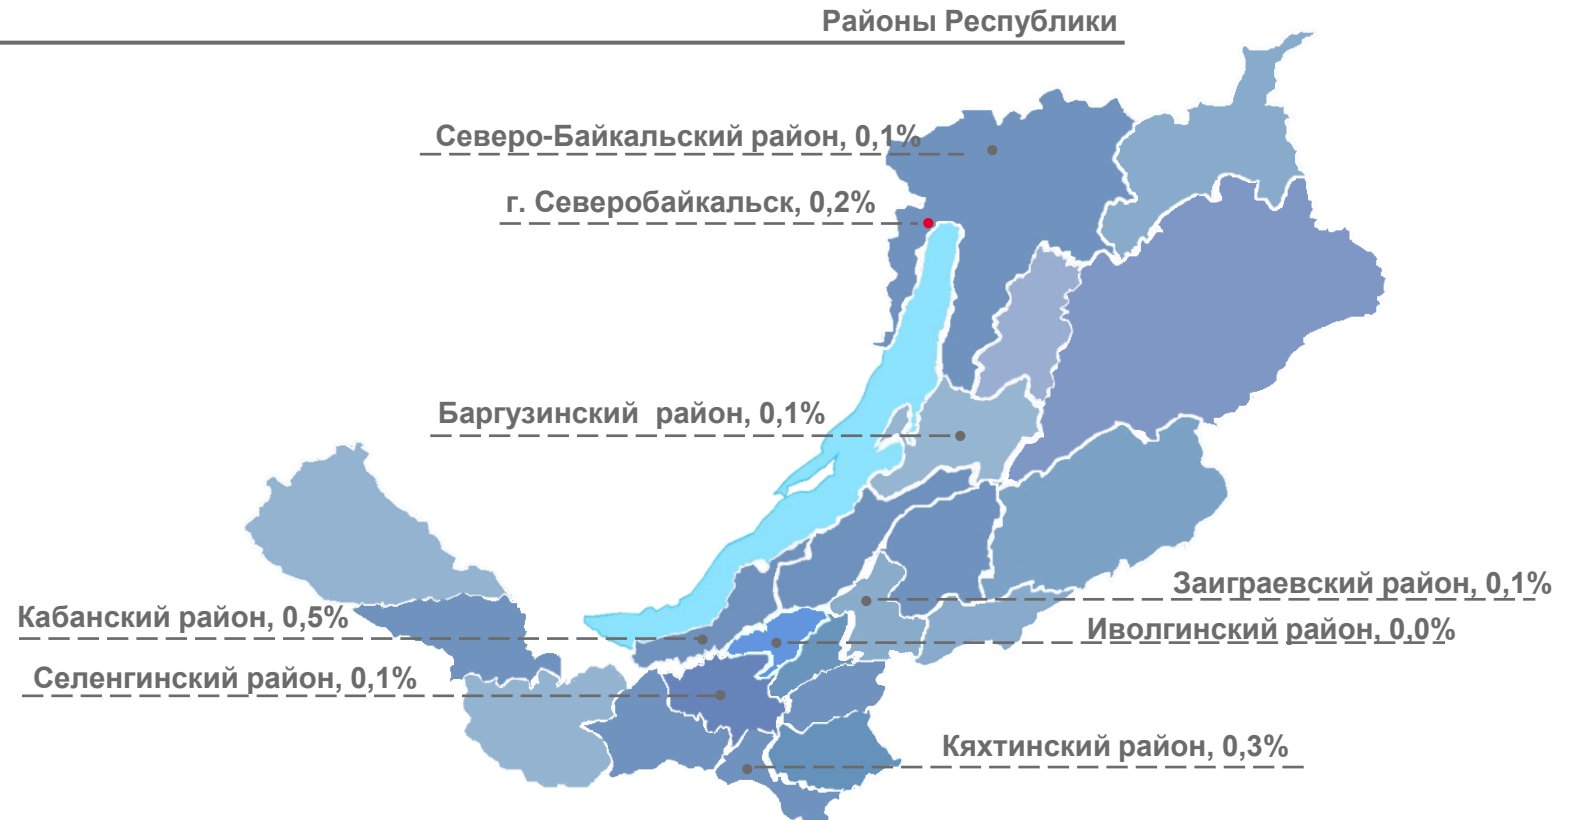 Районы Республики
Северо-Байкальский район, 0,1%
г. Северобайкальск, 0,2%
Баргузинский район, 0,1%
Заиграевский район, 0,1%
Кабанский район, 0,5%
Иволгинский район, 0,0%
Селенгинский район, 0,1%
Кяхтинский район, 0,3%